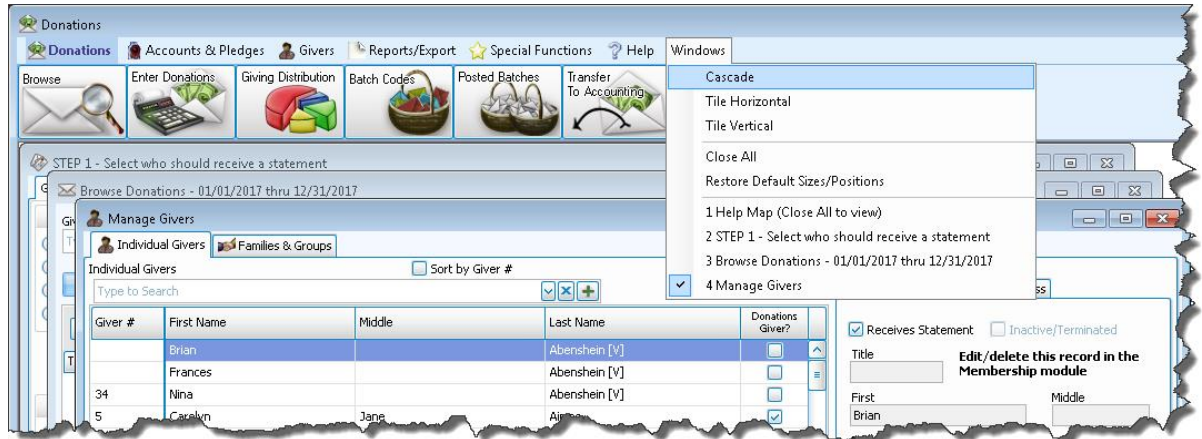 Donations
Donations Accounts & Pledges Givers Reports/Export Special Functions Help Windows
Browse
Enter Donations
Giving Distribution
Batch Codes
Posted Batches
Transfer
To Accounting
Cascade
Tile Horizontal
Tile Vertical
Close All
Restore Default Sizes/Positions
1 Help Map (Close All to view)
2 STEP 1 - Select who should receive a statement
3 Browse Donations - 01/01/2017 thru 12/31/2017
4 Manage Givers
STEP 1 - Select who should receive a statement
Browse Donations - 01/01/2017 thru 12/31/2017
Manage Givers
Individual Givers Families & Groups
Individual Givers
Sort by Giver #
Type to Search
Giver # First Name Middle Last Name Donations Giver?
Brian Abenshein [V]
Frances Abenshein [V]
34 Nina Abenshein [V]
5 Carolyn Jane
Receives Statement Inactive/Terminated
Title
Edit/delete this record in the
Membership module
First Middle
Brian